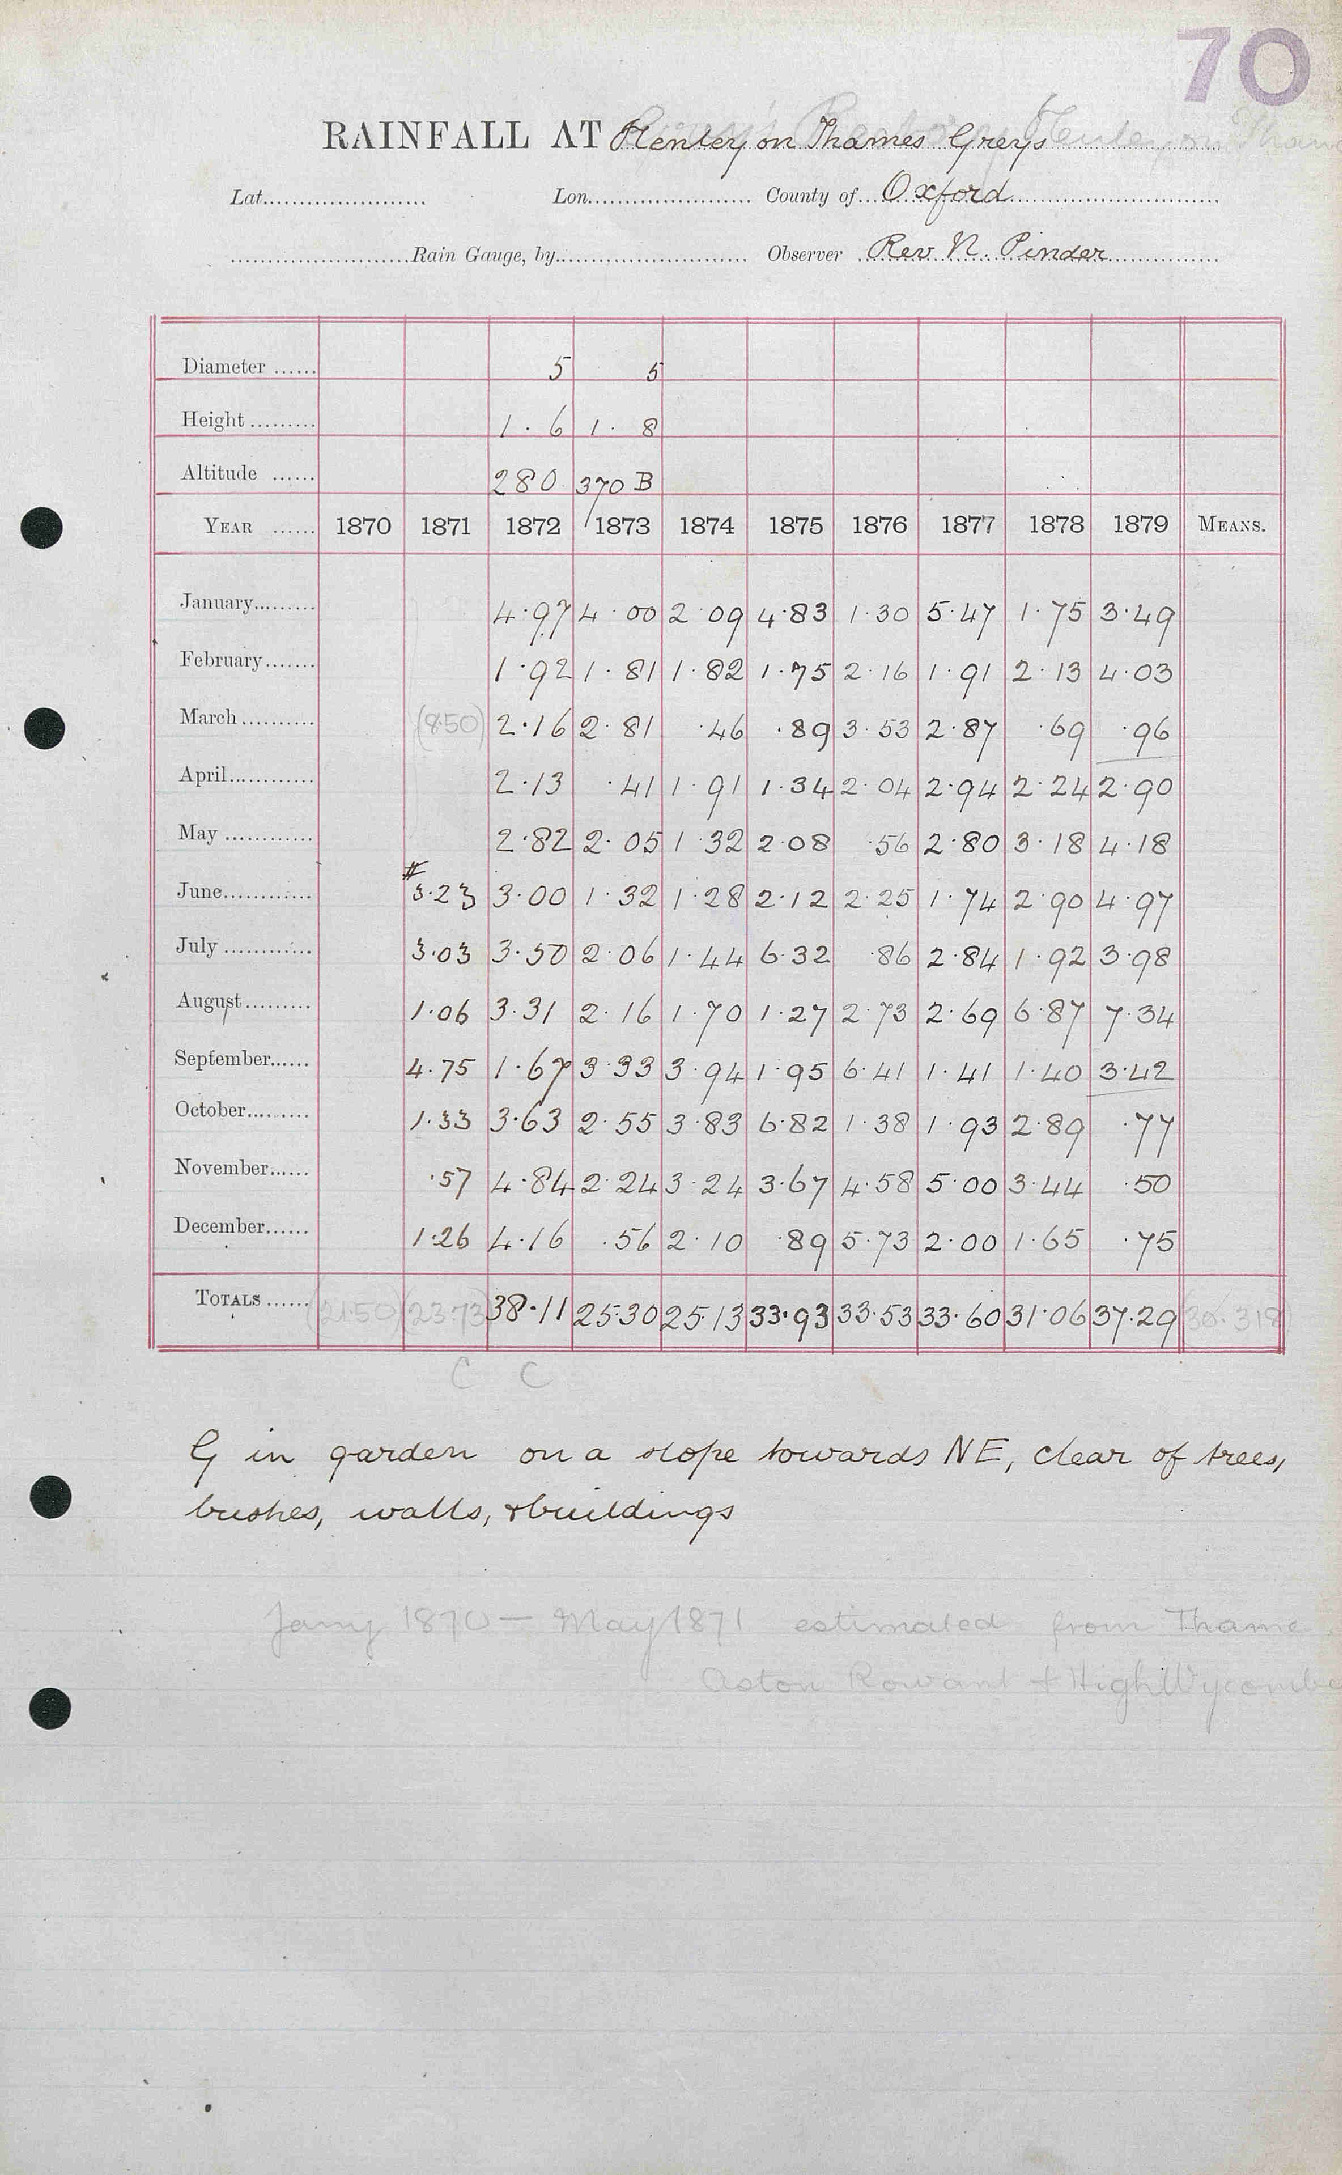 70
RAINFALL AT Henley on Thames Greys
Lat. Lon. County of Oxford
Rain Gauge, by Observer Rev N. Pinder
Diameter 5 5
Height 1.6 1.8
Altitude 280 370 B
YEAR 1870 1871 1872 1873 1874 1875 1876 1877 1878 1879 MEANS.
January 4.97 4.00 2.09 4.83 1.30 5.47 1.75 3.49
February 1.92 1.81 1.82 1.75 2.16 1.91 2.13 4.03
March (8.50) 2.16 2.81 .46 .89 3.53 2.87 .69 .96
April 2.13 .41 1.91 1.34 2.04 2.94 2.24 2.90
May 2.82 2.05 1.32 2.08 .56 2.80 3.18 4.18
June #3.23 3.00 1.32 1.28 2.12 2.25 1.74 2.90 4.97
July 3.03 3.50 2.06 1.44 6.32 .86 2.84 1.92 3.98
August 1.06 3.31 2.16 1.70 1.27 2.73 2.69 6.87 7.34
September 4.75 1.67 3.33 3.94 1.95 6.41 1.41 1.40 3.42
October 1.33 3.63 2.55 3.83 6.82 1.38 1.93 2.89 .77
November .57 4.84 2.24 3.24 3.67 4.58 5.00 3.44 .50
December 1.26 4.16 .56 2.10 .89 5.73 2.00 1.65 .75
TOTALS (21.50) (23.73) 38.11 25.30 25.13 33.93 33.53 33.60 31.06 37.29 (30.318)
C C
G in garden on a slope towards NE, clear of trees,
bushes, walls, & buildings
Jany 1870 – May 1871 estimated from Thame
Aston Rowant & High Wycombe